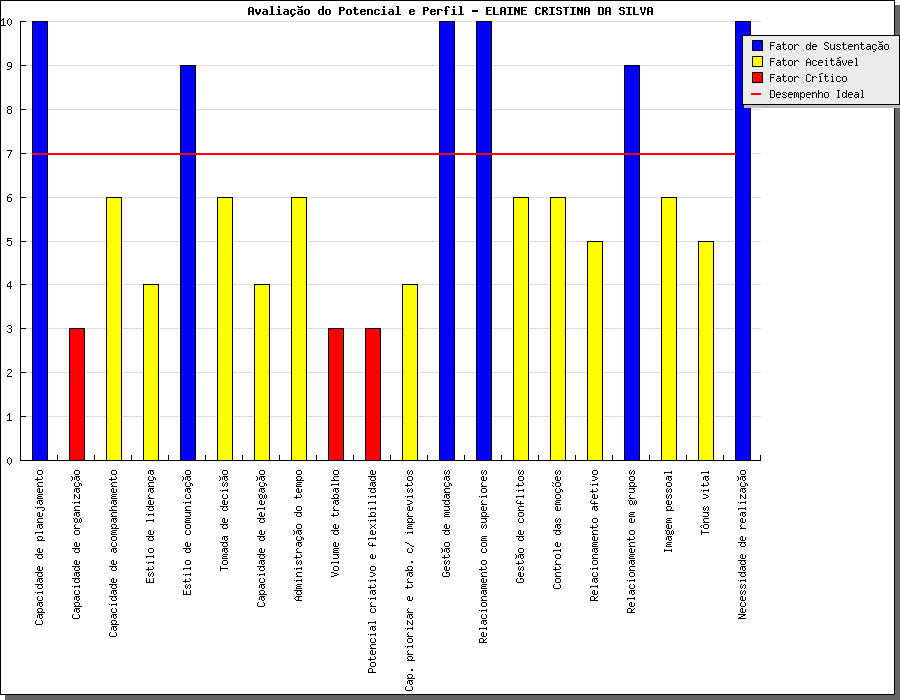 Avaliação do Potencial e Perfil - ELAINE CRISTINA DA SILVA
10
9
8
7
6
5
4
3
2
1
0
Fator de Sustentação
Fator Aceitável
Fator Crítico
Desempenho Ideal
Capacidade de planejamento
Capacidade de organização
Capacidade de acompanhamento
Estilo de liderança
Estilo de comunicação
Tomada de decisão
Capacidade de delegação
Administração do tempo
Volume de trabalho
Potencial criativo e flexibilidade
Cap. priorizar e trab. c/ imprevistos
Gestão de mudanças
Relacionamento com superiores
Gestão de conflitos
Controle das emoções
Relacionamento afetivo
Relacionamento em grupos
Imagem pessoal
Tônus vital
Necessidade de realização